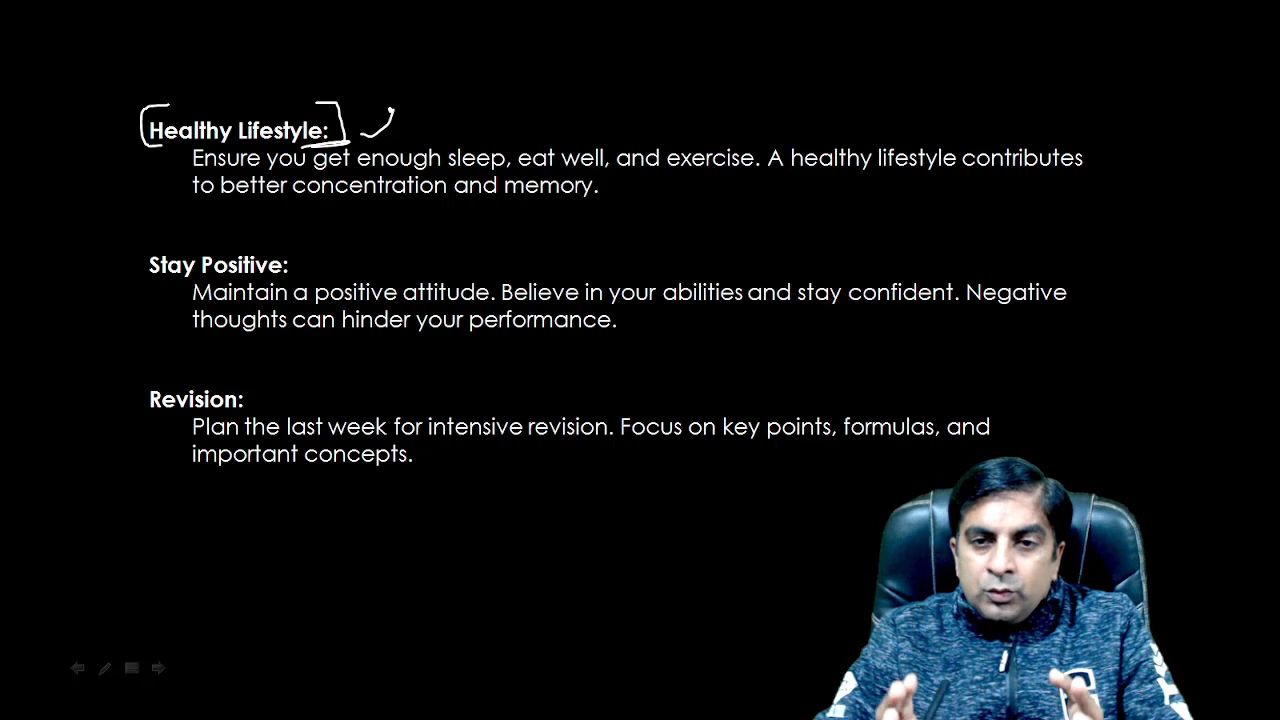 Healthy Lifestyle:
Ensure you get enough sleep, eat well, and exercise. A healthy lifestyle contributes
to better concentration and memory.
Stay Positive:
Maintain a positive attitude. Believe in your abilities and stay confident. Negative
thoughts can hinder your performance.
Revision:
Plan the last week for intensive revision. Focus on key points, formulas, and
important concepts.